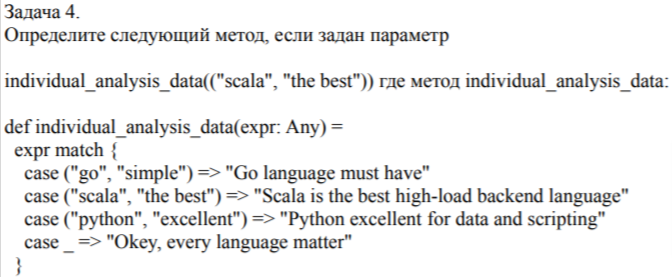 Задача 4.
Определите следующий метод, если задан параметр
individual_analysis_data(("scala", "the best")) где метод individual_analysis_data:
def individual_analysis_data(expr: Any) =
expr match {
case ("go", "simple") => "Go language must have"
case ("scala", "the best") => "Scala is the best high-load backend language"
case ("python", "excellent") => "Python excellent for data and scripting"
case _ => "Okey, every language matter"
}